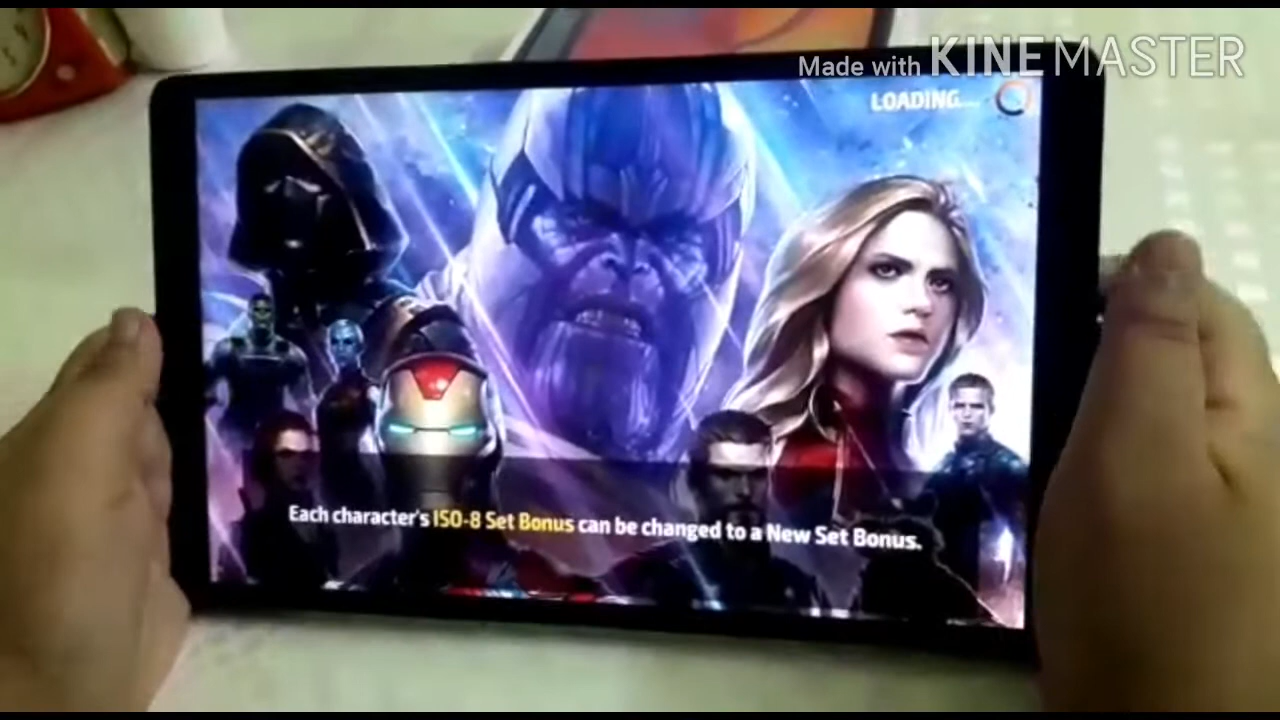 Made with KINEMASTER
LOADING....
Each character's ISO-8 Set Bonus can be changed to a New Set Bonus.